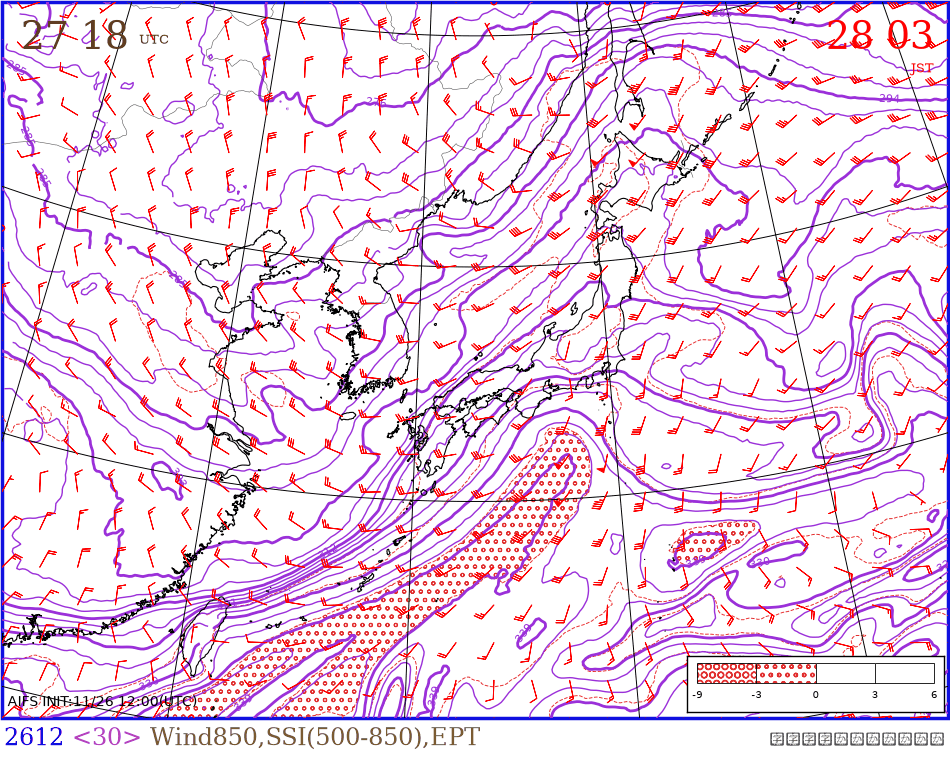 27 18 UTC
28 03 JST
294
AIFS INIT:11/26 12:00(UTC)
-9 -3 0 3 6
2612 <30> Wind850,SSI(500-850),EPT